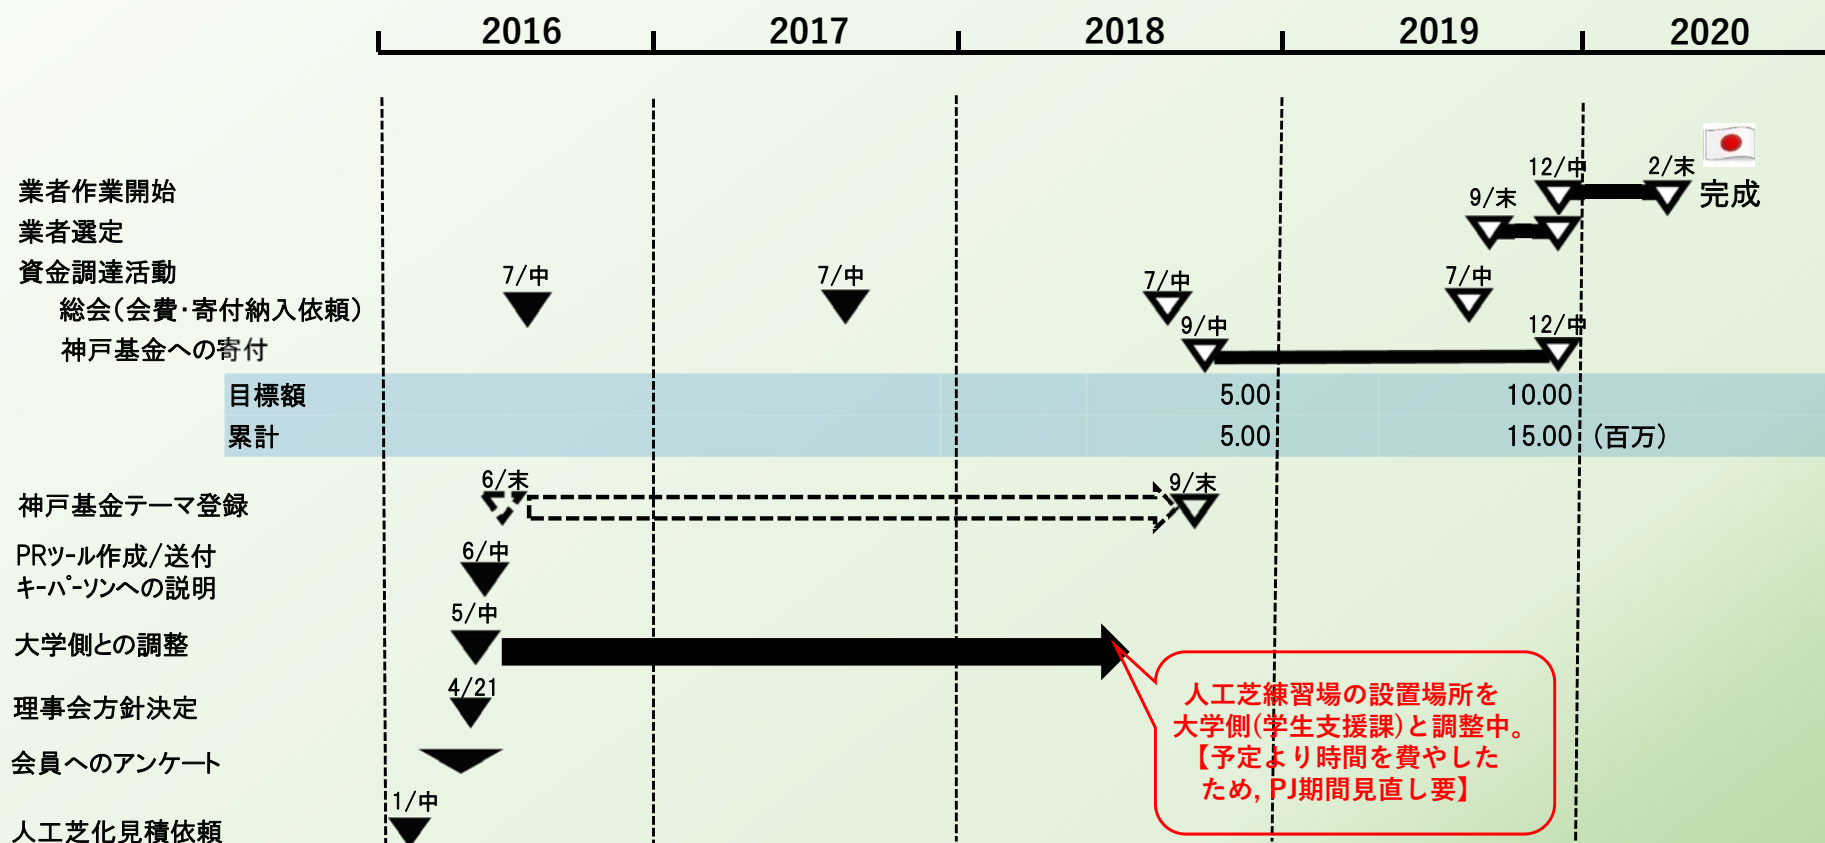 2016 2017 2018 2019 2020
12/中 2/末
業者作業開始 完成
9/末
業者選定
資金調達活動
7/中 7/中 7/中 7/中
総会(会費・寄付納入依頼)
9/中 12/中
神戸基金への寄付
目標額 5.00 10.00
累計 5.00 15.00 (百万)
6/末 9/末
神戸基金テーマ登録
PRツール作成/送付
6/中
キーパーソンへの説明
5/中
大学側との調整
4/21
理事会方針決定
会員へのアンケート
1/中
人工芝化見積依頼
人工芝練習場の設置場所を
大学側(学生支援課)と調整中。
【予定より時間を費やした
ため, PJ期間見直し要】